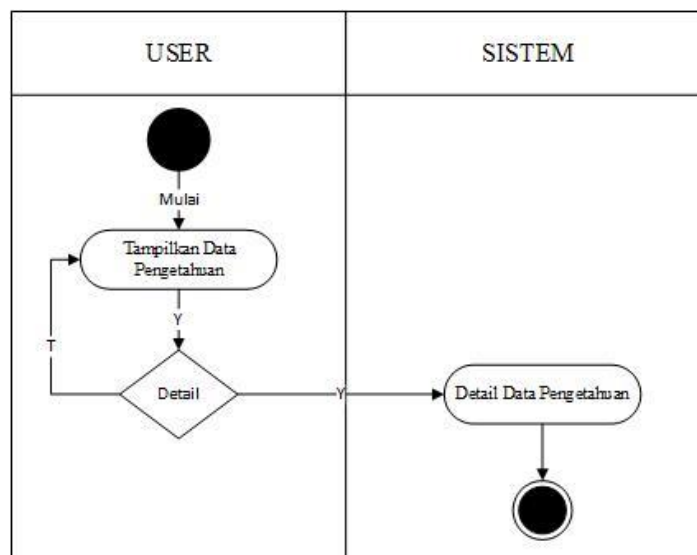 USER
SISTEM
Mulai
Tampilkan Data
Pengetahuan
Y
T
Detail
Y
Detail Data Pengetahuan